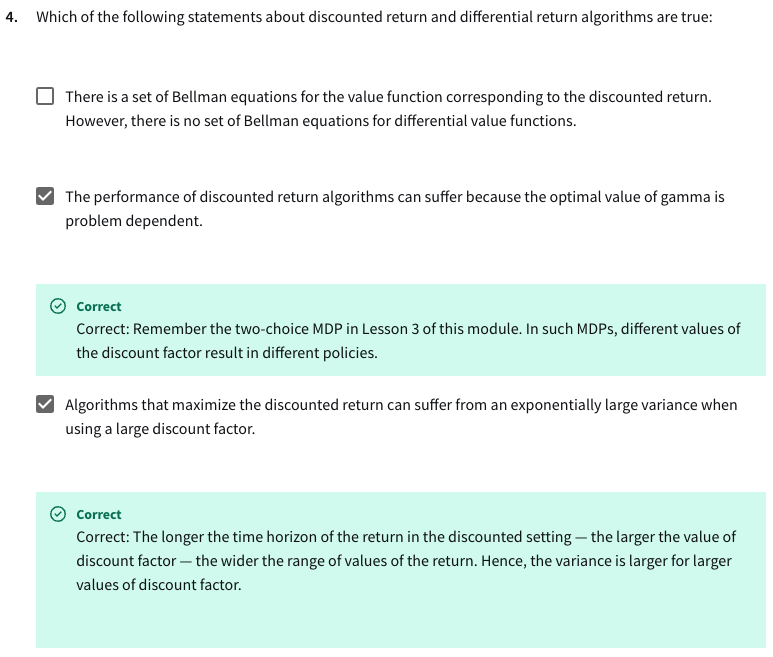 4. Which of the following statements about discounted return and differential return algorithms are true:
There is a set of Bellman equations for the value function corresponding to the discounted return.
However, there is no set of Bellman equations for differential value functions.
The performance of discounted return algorithms can suffer because the optimal value of gamma is
problem dependent.
Correct
Correct: Remember the two-choice MDP in Lesson 3 of this module. In such MDPs, different values of
the discount factor result in different policies.
Algorithms that maximize the discounted return can suffer from an exponentially large variance when
using a large discount factor.
Correct
Correct: The longer the time horizon of the return in the discounted setting — the larger the value of
discount factor — the wider the range of values of the return. Hence, the variance is larger for larger
values of discount factor.